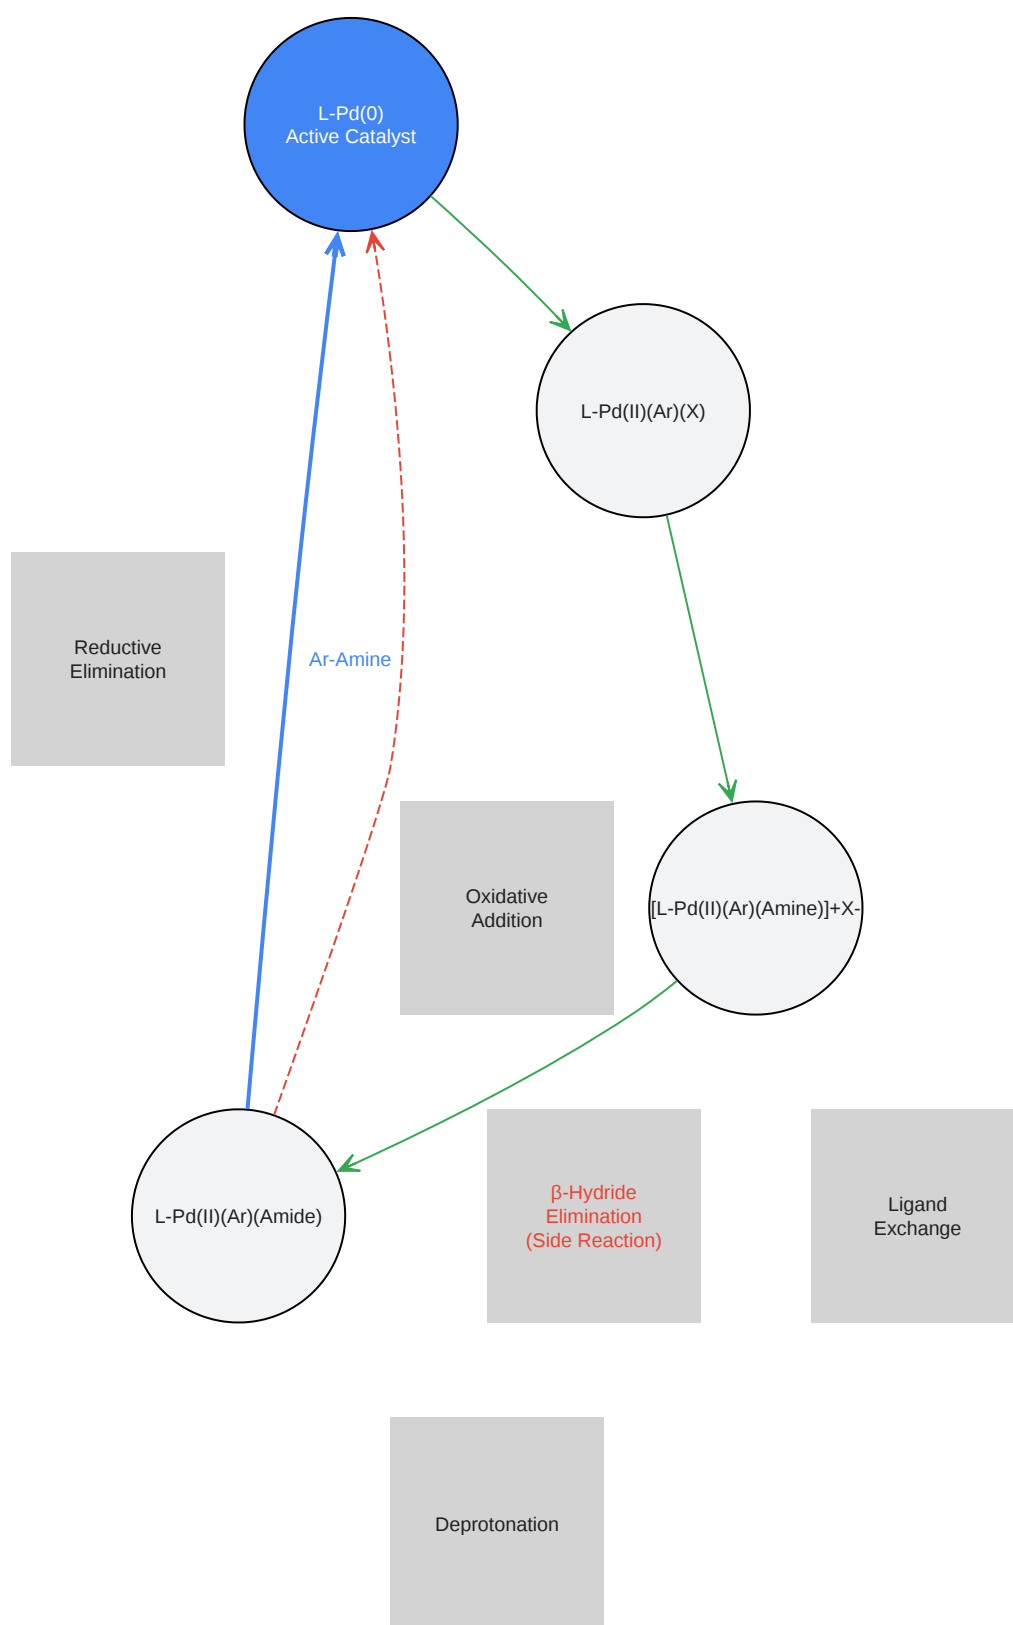 L-Pd(0)
Active Catalyst
L-Pd(II)(Ar)(X)
Reductive
Elimination
Ar-Amine
Oxidative
Addition
[L-Pd(II)(Ar)(Amine)]+X-
L-Pd(II)(Ar)(Amide)
β-Hydride
Elimination
(Side Reaction)
Ligand
Exchange
Deprotonation